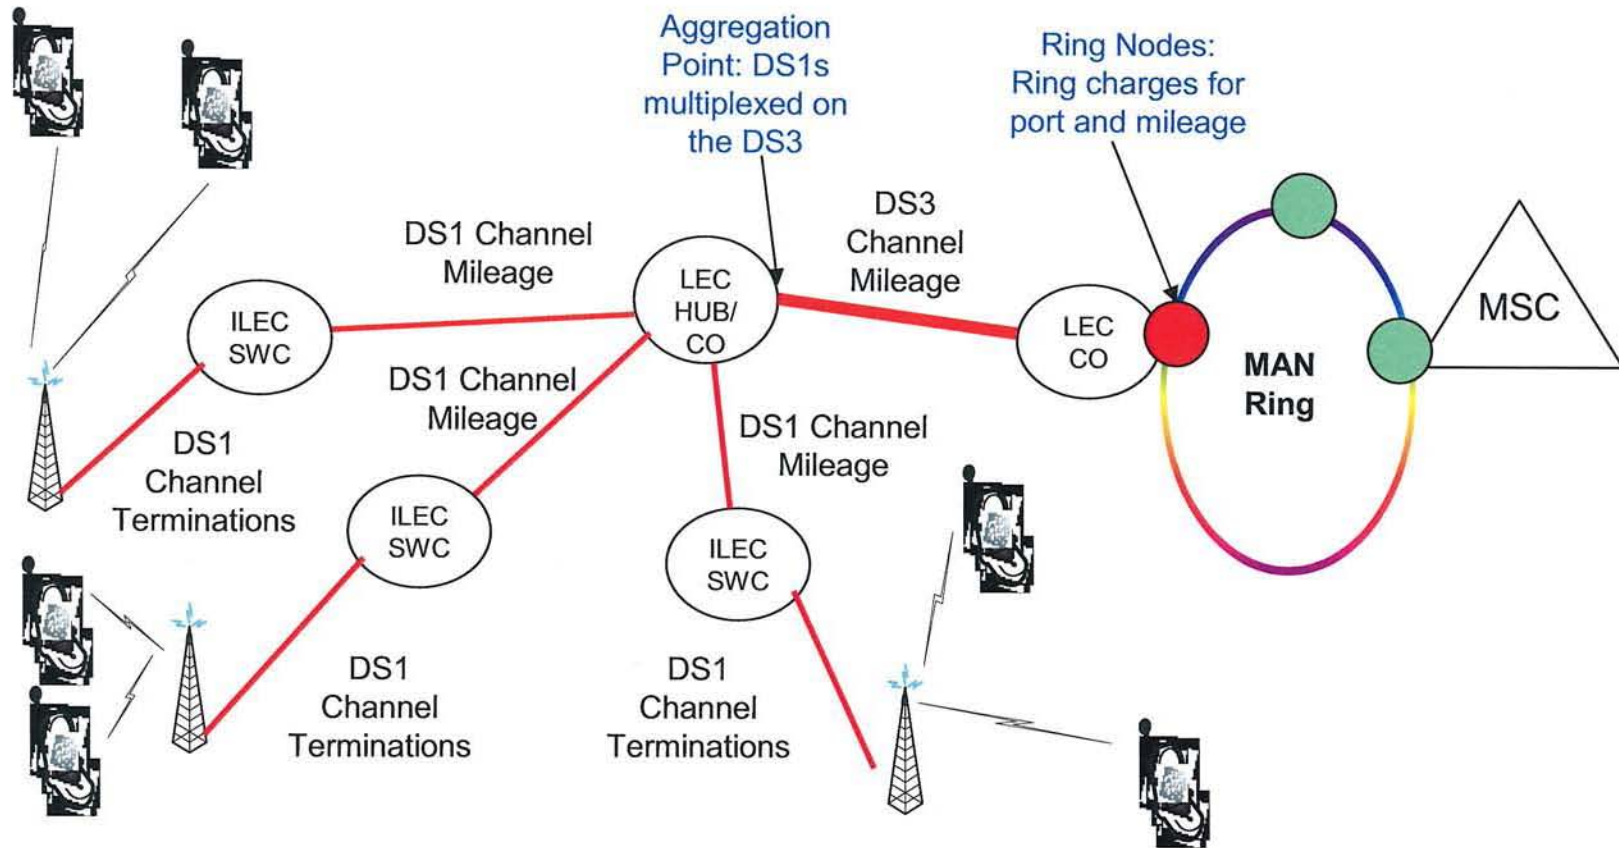 Aggregation
Point: DS1s
multiplexed on
the DS3
Ring Nodes:
Ring charges for
port and mileage
DS1 Channel
Mileage
DS3
Channel
Mileage
ILEC
SWC
LEC
HUB/
CO
LEC
CO
MAN
Ring
MSC
DS1 Channel
Mileage
DS1 Channel
Mileage
DS1
Channel
Terminations
ILEC
SWC
ILEC
SWC
DS1
Channel
Terminations
DS1
Channel
Terminations